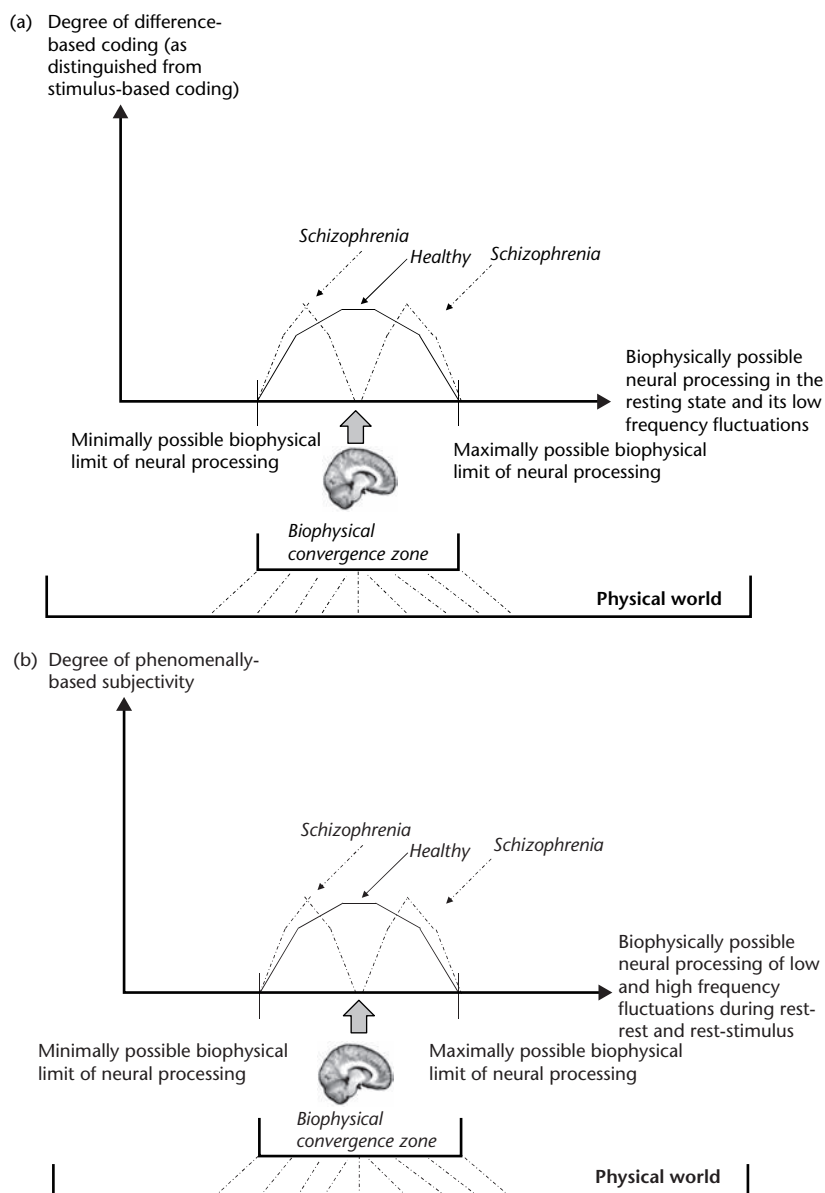 (a) Degree of difference-
based coding (as
distinguished from
stimulus-based coding)
Schizophrenia
Healthy
Schizophrenia
Biophysically possible
neural processing in the
resting state and its low
frequency fluctuations
Minimally possible biophysical
limit of neural processing
Maximally possible biophysical
limit of neural processing
Biophysical
convergence zone
Physical world
(b) Degree of phenomenally-
based subjectivity
Schizophrenia
Healthy
Schizophrenia
Biophysically possible
neural processing of low
and high frequency
fluctuations during rest-
rest and rest-stimulus
Minimally possible biophysical
limit of neural processing
Maximally possible biophysical
limit of neural processing
Biophysical
convergence zone
Physical world